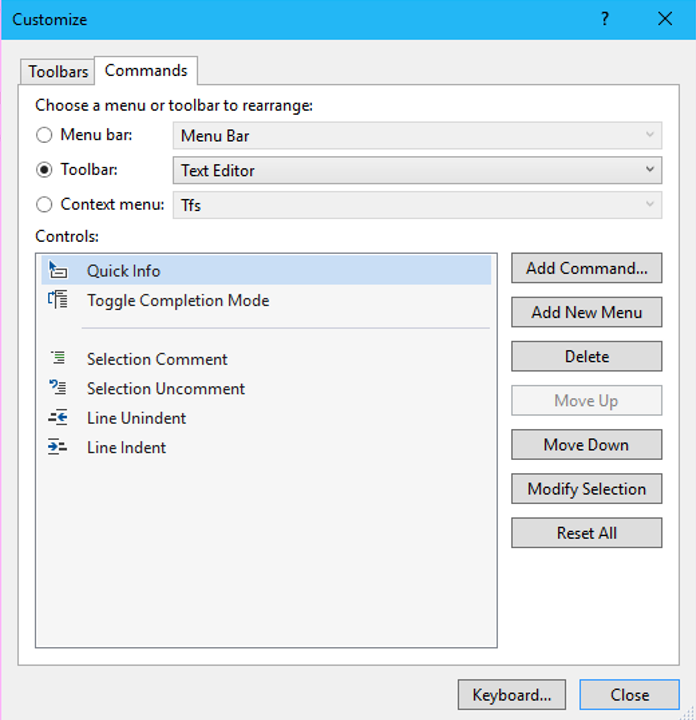 Customize ?
Toolbars Commands
Choose a menu or toolbar to rearrange:
Menu bar: Menu Bar
Toolbar: Text Editor
Context menu: Tfs
Controls:
Quick Info
Toggle Completion Mode
Selection Comment
Selection Uncomment
Line Unindent
Line Indent
Add Command...
Add New Menu
Delete
Move Up
Move Down
Modify Selection
Reset All
Keyboard... Close